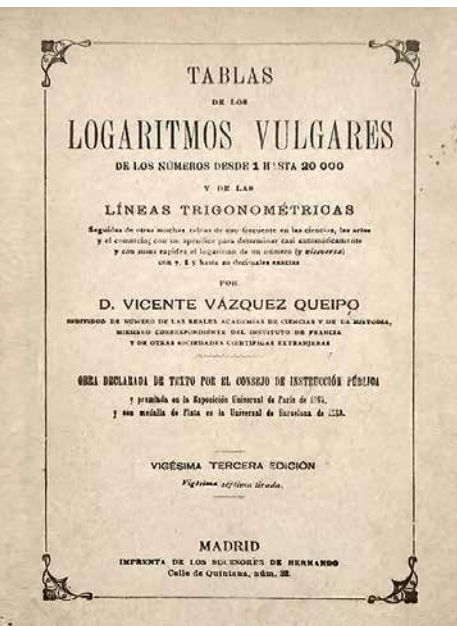 TABLAS
DE LOS
LOGARITMOS VULGARES
DE LOS NÚMEROS DESDE 1 HASTA 20 000
Y DE LAS
LÍNEAS TRIGONOMÉTRICAS
Seguidas de otras muchas tablas de uso frecuente en las ciencias, las artes
y el comercio; con un apendice para determinar casi automáticamente
y con suma rapidez el logaritmo de un número (y viceversa)
con 7, 8 y hasta 20 decimales exactas
POR
D. VICENTE VÁZQUEZ QUEIPO
INDIVIDUO DE NÚMERO DE LAS REALES ACADEMIAS DE CIENCIAS Y DE LA HISTORIA,
MIEMBRO CORRESPONDIENTE DEL INSTITUTO DE FRANCIA
Y DE OTRAS SOCIEDADES CIENTÍFICAS EXTRANJERAS
OBRA DECLARADA DE TEXTO POR EL CONSEJO DE INSTRUCCIÓN PÚBLICA
y premiada en la Exposición Universal de París de
y con medalla de Plata en la Universal de Barcelona de 1888.
VIGÉSIMA TERCERA EDICIÓN
Vigésima séptima tirada.
MADRID
IMPRENTA DE LOS SUCESORES DE HERNANDO
Calle de Quintana, núm.